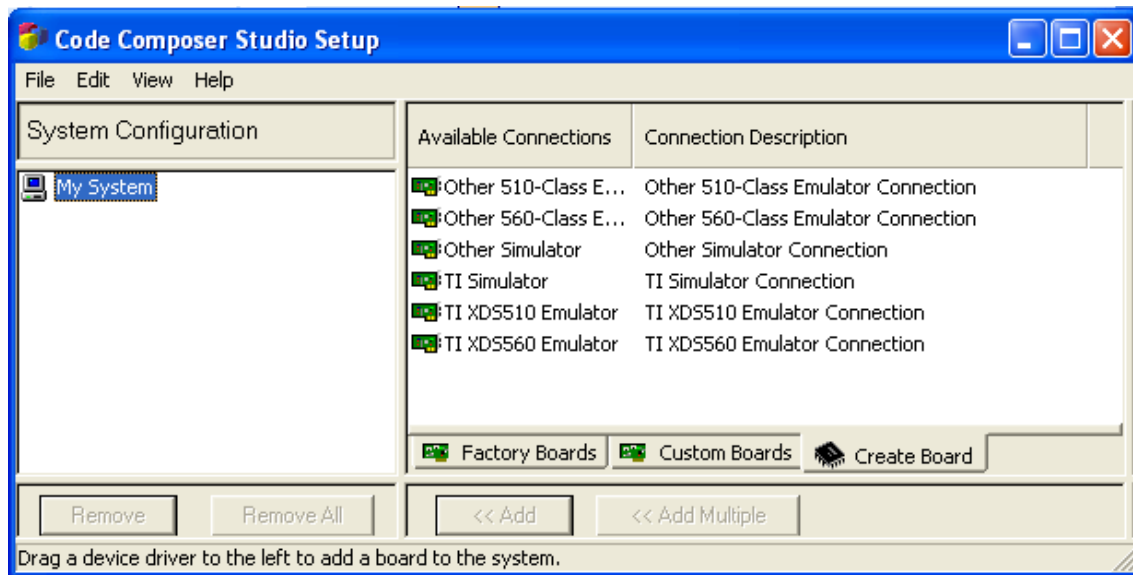 Code Composer Studio Setup
File Edit View Help
System Configuration
Available Connections Connection Description
My System
Other 510-Class E... Other 510-Class Emulator Connection
Other 560-Class E... Other 560-Class Emulator Connection
Other Simulator Other Simulator Connection
TI Simulator TI Simulator Connection
TI XDS510 Emulator TI XDS510 Emulator Connection
TI XDS560 Emulator TI XDS560 Emulator Connection
Factory Boards Custom Boards Create Board
Remove Remove All << Add << Add Multiple
Drag a device driver to the left to add a board to the system.